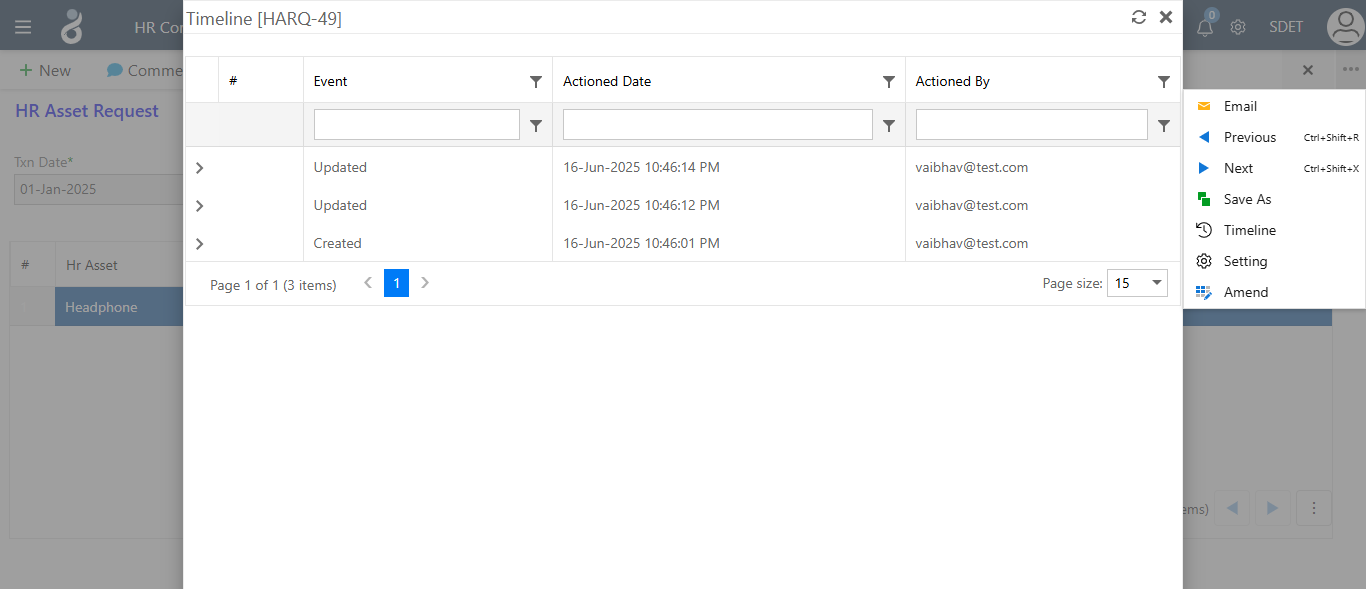 HR Co
Timeline [HARQ-49]
0
SDET
New
Comme
# Event Actioned Date Actioned By
HR Asset Request
Email
Previous Ctrl+Shift+R
Next Ctrl+Shift+X
Save As
Timeline
Setting
Amend
Txn Date*
01-Jan-2025
Updated 16-Jun-2025 10:46:14 PM vaibhav@test.com
Updated 16-Jun-2025 10:46:12 PM vaibhav@test.com
Created 16-Jun-2025 10:46:01 PM vaibhav@test.com
Page 1 of 1 (3 items) 1 Page size: 15
# Hr Asset
Headphone
ems)